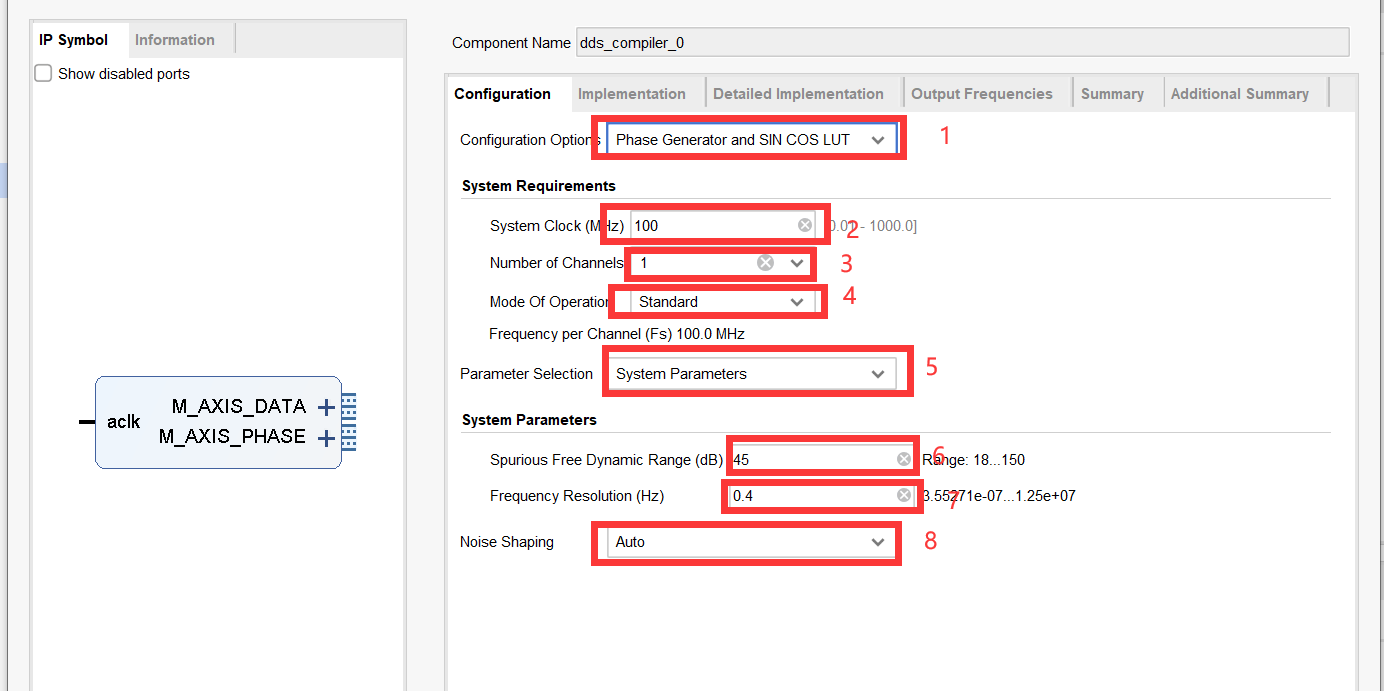 IP Symbol
Information
Show disabled ports
aclk
M_AXIS_DATA
M_AXIS_PHASE
Component Name dds_compiler_0
Configuration Implementation Detailed Implementation Output Frequencies Summary Additional Summary
Configuration Options Phase Generator and SIN COS LUT 1
System Requirements
System Clock (MHz) 100 2 0.01 - 1000.0]
Number of Channels 1 3
Mode Of Operation Standard 4
Frequency per Channel (Fs) 100.0 MHz
Parameter Selection System Parameters 5
System Parameters
Spurious Free Dynamic Range (dB) 45 6 Range: 18...150
Frequency Resolution (Hz) 0.4 7 3.55271e-07...1.25e+07
Noise Shaping Auto 8